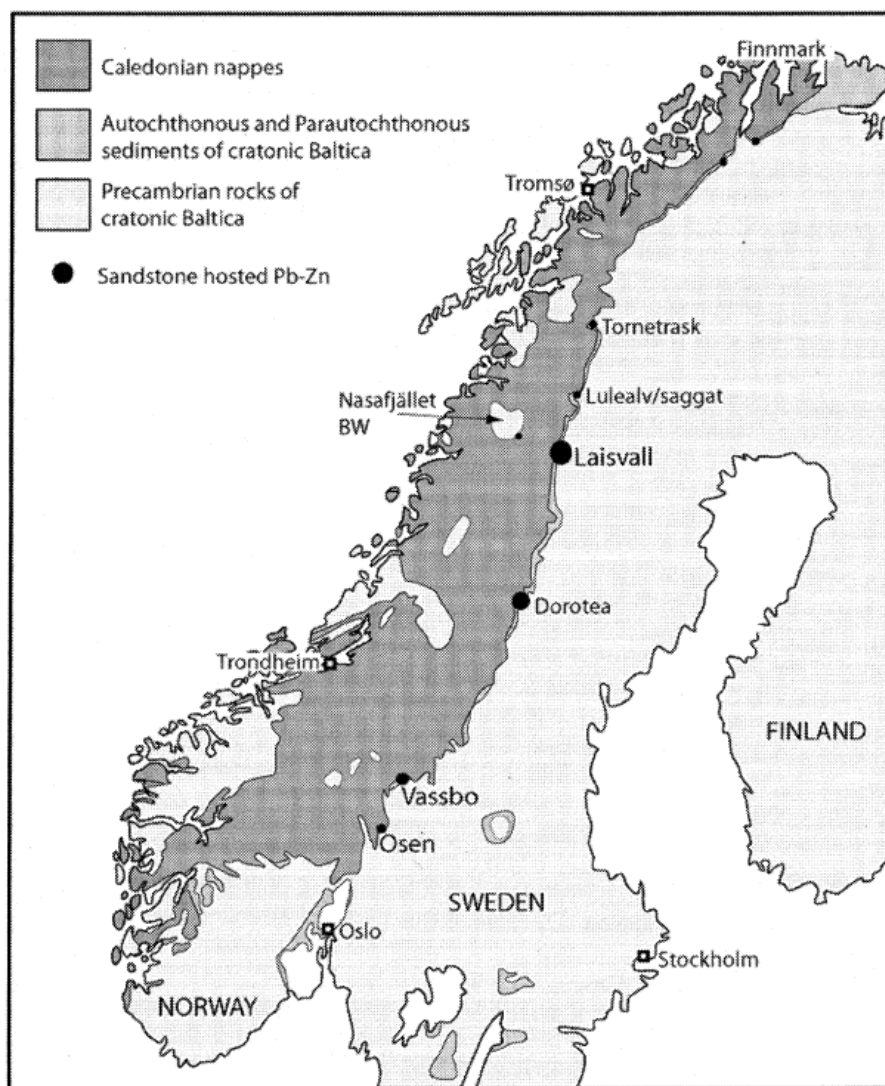 Finnmark
Caledonian nappes
Autochthonous and Parautochthonous
sediments of cratonic Baltica
Precambrian rocks of
cratonic Baltica
Sandstone hosted Pb-Zn
Tromsø
Tornetrask
Nasafjället
BW
Lulealv/saggat
Laisvall
Dorotea
Trondheim
FINLAND
Vassbo
Osen
SWEDEN
Oslo
Stockholm
NORWAY